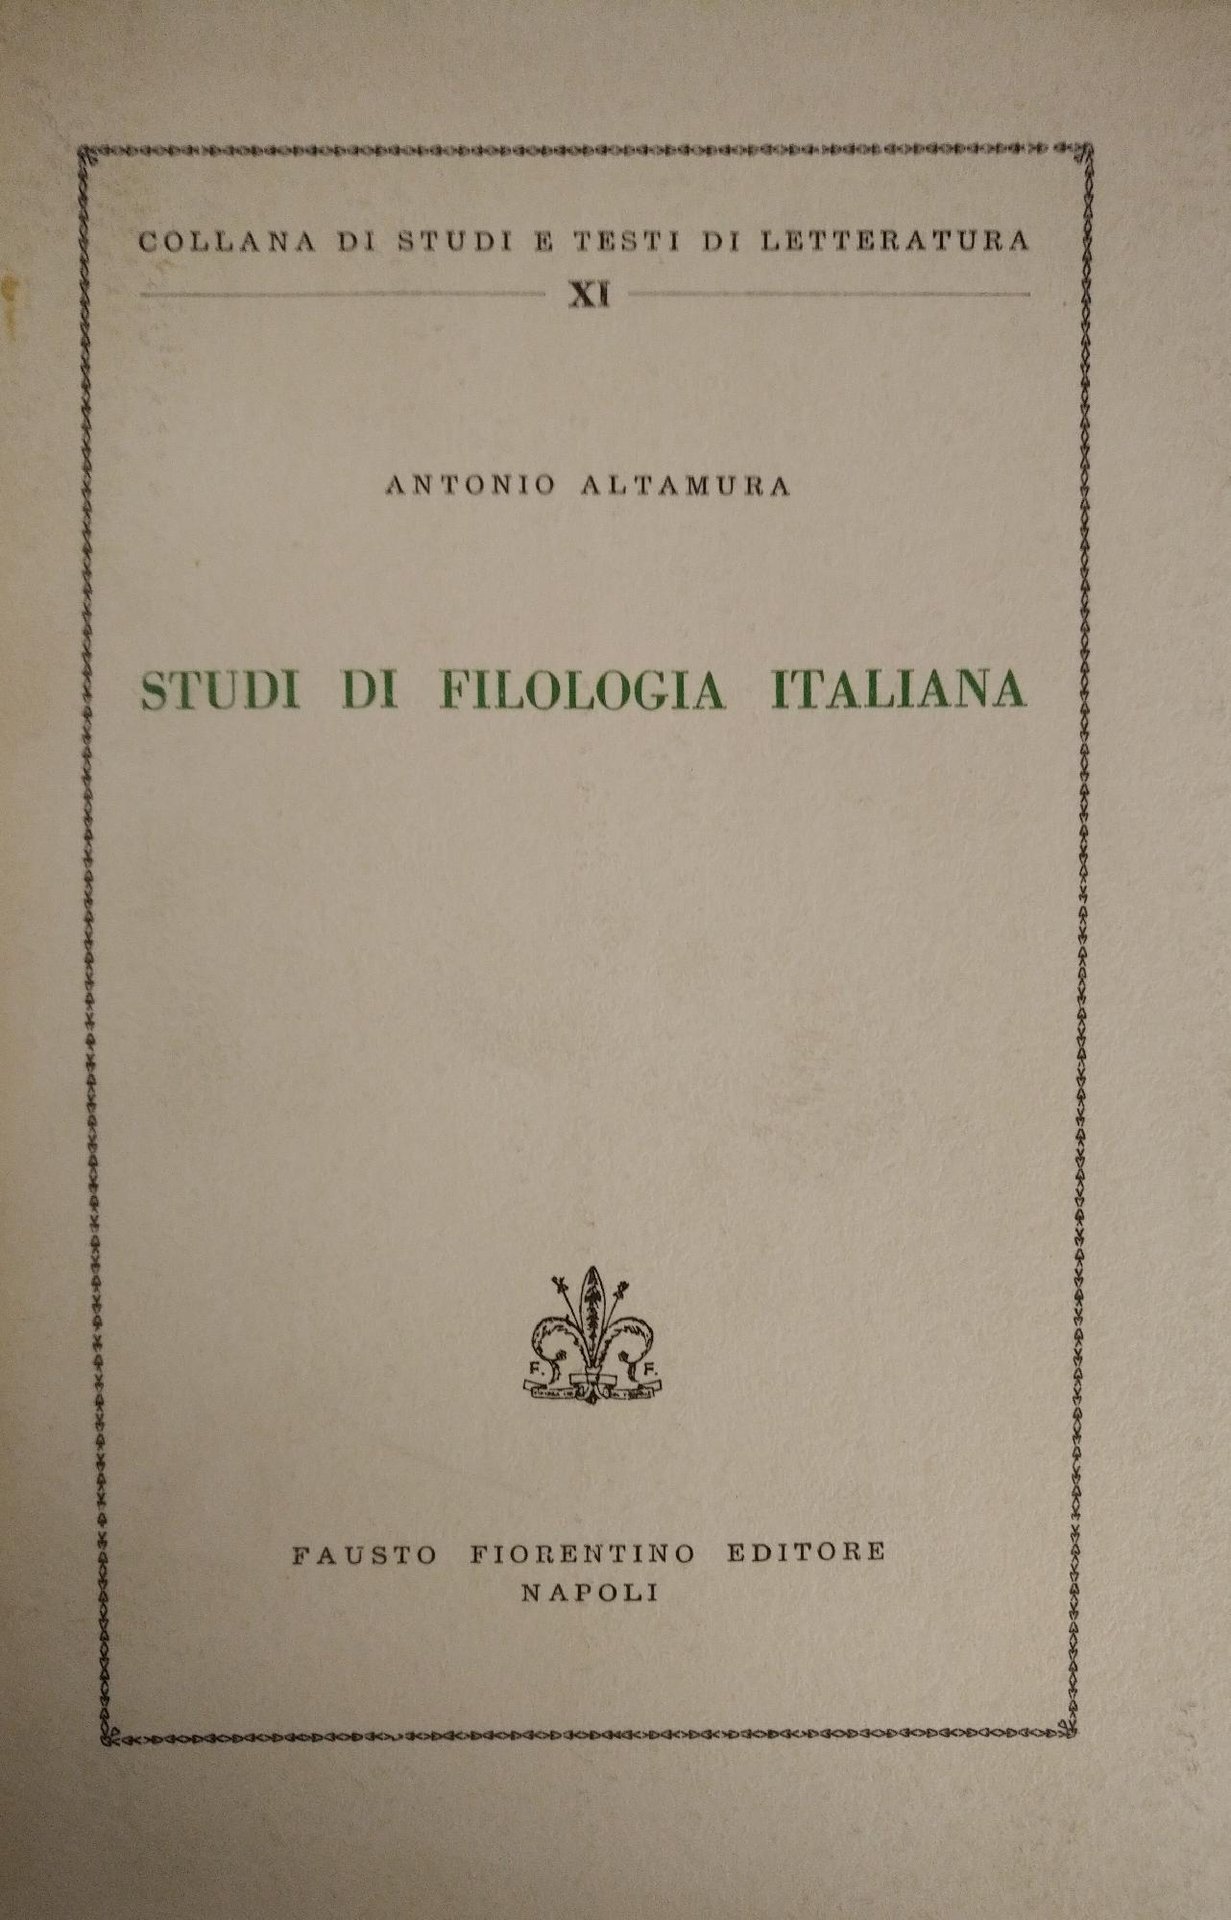 COLLANA DI STUDI E TESTI DI LETTERATURA
XI
ANTONIO ALTAMURA
STUDI DI FILOLOGIA ITALIANA
F. F.
FAUSTO FIORENTINO EDITORE
NAPOLI